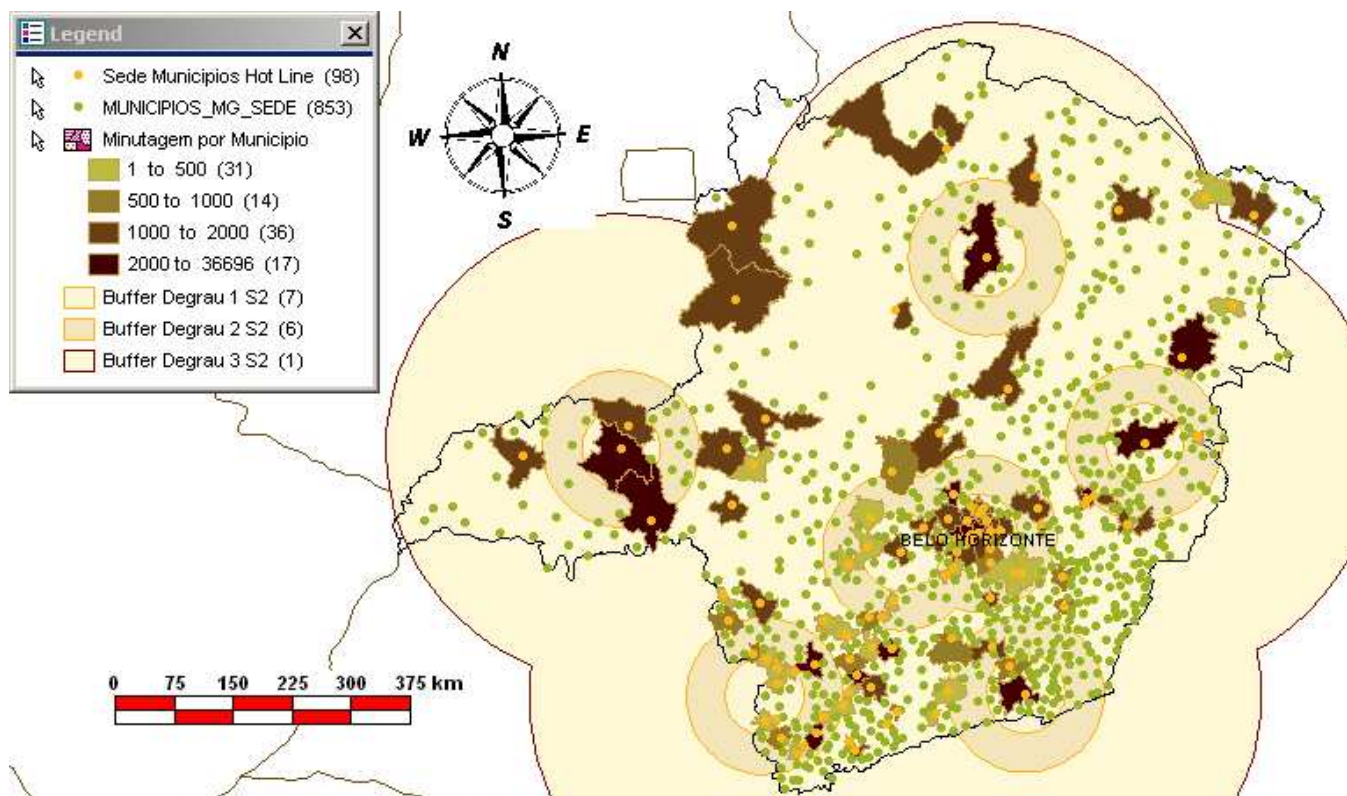 Legend
Sede Municipios Hot Line (98)
MUNICIPIOS_MG_SEDE (853)
Minutagem por Municipio
1 to 500 (31)
500 to 1000 (14)
1000 to 2000 (36)
2000 to 36696 (17)
Buffer Degrau 1 S2 (7)
Buffer Degrau 2 S2 (6)
Buffer Degrau 3 S2 (1)
N
W E
S
BELO HORIZONTE
0 75 150 225 300 375 km